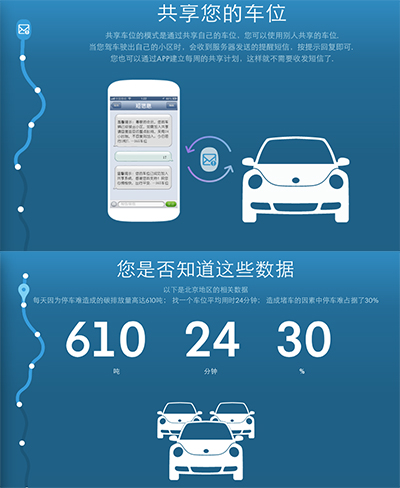 共享您的车位
共享车位的模式是通过共享自己的车位，您可以使用别人共享的车位.
当您驾车驶出自己的小区时，会收到服务器发送的提醒短信，按提示回复即可.
您也可以通过APP建立每周的共享计划，这样就不需要收发短信了.
短信息
您是否知道这些数据
以下是北京地区的相关数据
每天因为停车难造成的碳排放量高达610吨； 找一个车位平均用时24分钟； 造成堵车的因素中停车难占据了30%
610 24 30
吨 分钟 %